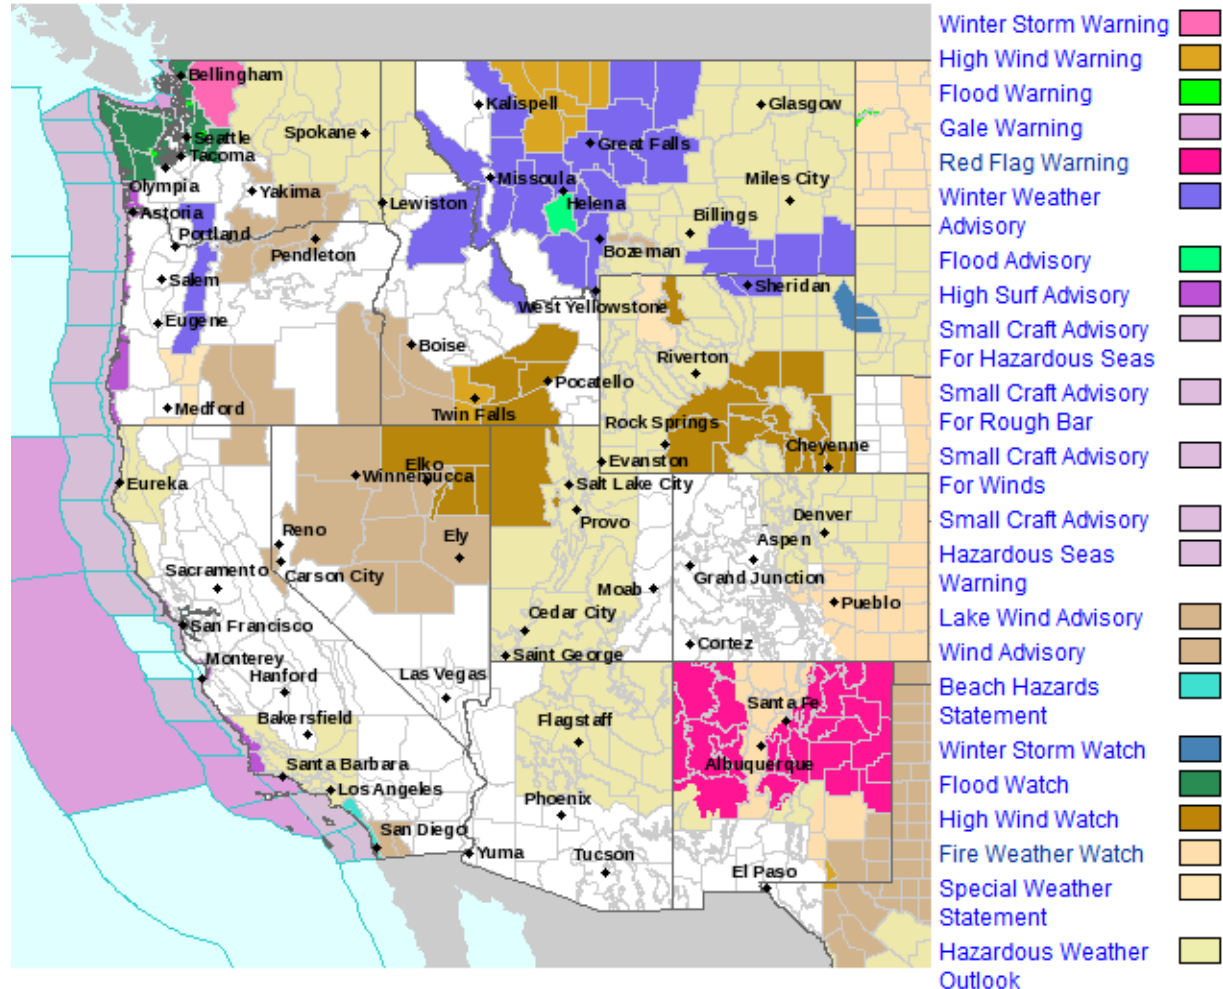 Bellingham
Kalispell
Glasgow
Spokane
Seattle
Great Falls
Tacoma
Missoula
Miles City
Olympia
Yakima
Helena
Lewiston
Astoria
Billings
Portland
Bozeman
Pendleton
Salem
Sheridan
West Yellowstone
Eugene
Boise
Riverton
Pocatello
Medford
Twin Falls
Rock Springs
Cheyenne
Elko
Evanston
Winnemucca
Eureka
Salt Lake City
Provo
Denver
Reno
Ely
Aspen
Sacramento
Carson City
Grand Junction
Moab
Pueblo
Cedar City
San Francisco
Cortez
Saint George
Monterey
Hanford
Las Vegas
Santa Fe
Bakersfield
Flagstaff
Santa Barbara
Albuquerque
Los Angeles
Phoenix
San Diego
Yuma
Tucson
El Paso
Winter Storm Warning
High Wind Warning
Flood Warning
Gale Warning
Red Flag Warning
Winter Weather
Advisory
Flood Advisory
High Surf Advisory
Small Craft Advisory
For Hazardous Seas
Small Craft Advisory
For Rough Bar
Small Craft Advisory
For Winds
Small Craft Advisory
Hazardous Seas
Warning
Lake Wind Advisory
Wind Advisory
Beach Hazards
Statement
Winter Storm Watch
Flood Watch
High Wind Watch
Fire Weather Watch
Special Weather
Statement
Hazardous Weather
Outlook